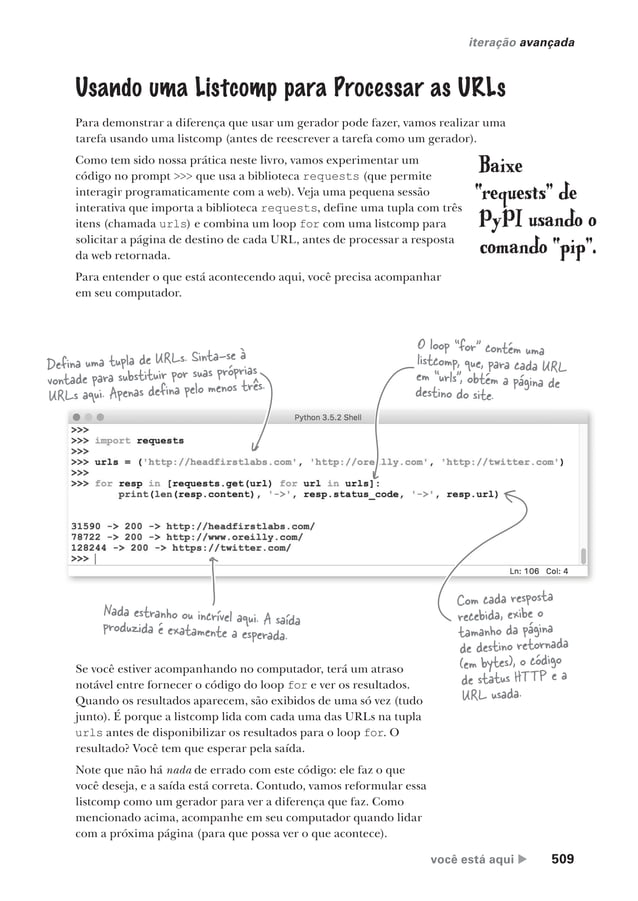 iteração avançada
Usando uma Listcomp para Processar as URLs
Para demonstrar a diferença que usar um gerador pode fazer, vamos realizar uma
tarefa usando uma listcomp (antes de reescrever a tarefa como um gerador).
Como tem sido nossa prática neste livro, vamos experimentar um
código no prompt >>> que usa a biblioteca requests (que permite
interagir programaticamente com a web). Veja uma pequena sessão
interativa que importa a biblioteca requests, define uma tupla com três
itens (chamada urls) e combina um loop for com uma listcomp para
solicitar a página de destino de cada URL, antes de processar a resposta
da web retornada.
Para entender o que está acontecendo aqui, você precisa acompanhar
em seu computador.
Baixe
"requests" de
PyPI usando o
comando "pip".
Defina uma tupla de URLs. Sinta-se à
vontade para substituir por suas próprias
URLs aqui. Apenas defina pelo menos três.
O loop "for" contém uma
listcomp, que, para cada URL
em "urls", obtém a página de
destino do site.
Python 3.5.2 Shell
>>>
>>> import requests
>>>
>>> urls = ('http://headfirstlabs.com', 'http://oreilly.com', 'http://twitter.com')
>>>
>>> for resp in [requests.get(url) for url in urls]:
        print(len(resp.content), '->', resp.status_code, '->', resp.url)
31590 -> 200 -> http://headfirstlabs.com/
78722 -> 200 -> http://www.oreilly.com/
128244 -> 200 -> https://twitter.com/
>>>
Ln: 106 Col: 4
Nada estranho ou incrível aqui. A saída
produzida é exatamente a esperada.
Com cada resposta
recebida, exibe o
tamanho da página
de destino retornada
(em bytes), o código
de status HTTP e a
URL usada.
Se você estiver acompanhando no computador, terá um atraso
notável entre fornecer o código do loop for e ver os resultados.
Quando os resultados aparecem, são exibidos de uma só vez (tudo
junto). É porque a listcomp lida com cada uma das URLs na tupla
urls antes de disponibilizar os resultados para o loop for. O
resultado? Você tem que esperar pela saída.
Note que não há nada de errado com este código: ele faz o que
você deseja, e a saída está correta. Contudo, vamos reformular essa
listcomp como um gerador para ver a diferença que faz. Como
mencionado acima, acompanhe em seu computador quando lidar
com a próxima página (para que possa ver o que acontece).
você está aqui ▶ 509